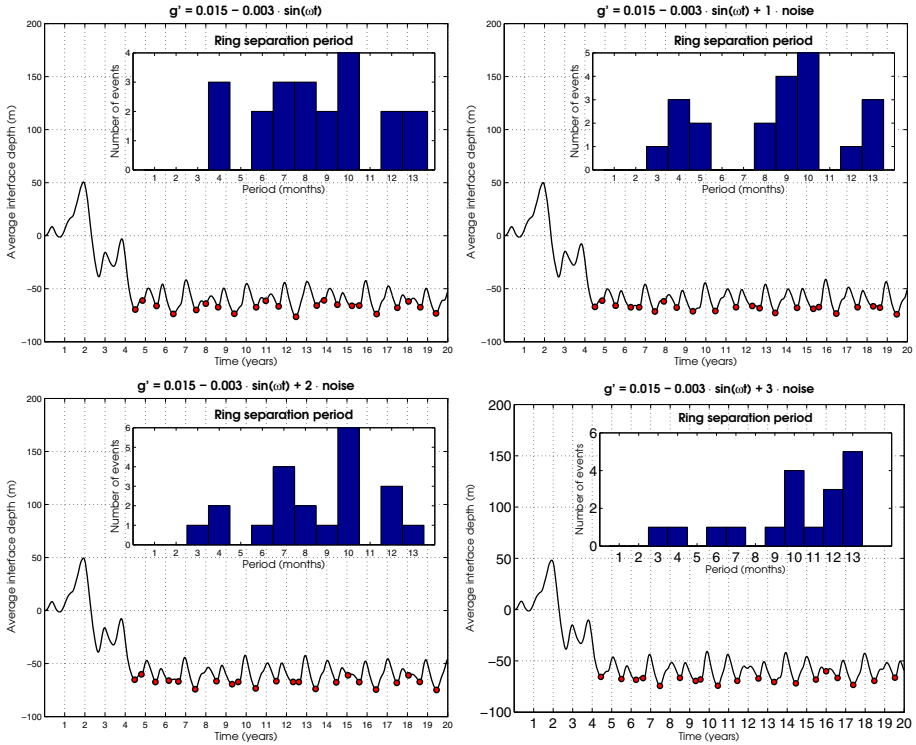 g' = 0.015 – 0.003 · sin(ωt)
200
150
100
50
0
−50
−100
Average interface depth (m)
Ring separation period
4
3
2
1
0
Number of events
1 2 3 4 5 6 7 8 9 10 11 12 13
Period (months)
1 2 3 4 5 6 7 8 9 10 11 12 13 14 15 16 17 18 19 20
Time (years)
g' = 0.015 – 0.003 · sin(ωt) + 1 · noise
200
150
100
50
0
−50
−100
Average interface depth (m)
Ring separation period
5
4
3
2
1
0
Number of events
1 2 3 4 5 6 7 8 9 10 11 12 13
Period (months)
1 2 3 4 5 6 7 8 9 10 11 12 13 14 15 16 17 18 19 20
Time (years)
g' = 0.015 – 0.003 · sin(ωt) + 2 · noise
200
150
100
50
0
−50
−100
Average interface depth (m)
Ring separation period
6
5
4
3
2
1
0
Number of events
1 2 3 4 5 6 7 8 9 10 11 12 13
Period (months)
1 2 3 4 5 6 7 8 9 10 11 12 13 14 15 16 17 18 19 20
Time (years)
g' = 0.015 – 0.003 · sin(ωt) + 3 · noise
200
150
100
50
0
−50
−100
Average interface depth (m)
Ring separation period
6
4
2
0
Number of events
1 2 3 4 5 6 7 8 9 10 11 12 13
Period (months)
1 2 3 4 5 6 7 8 9 10 11 12 13 14 15 16 17 18 19 20
Time (years)